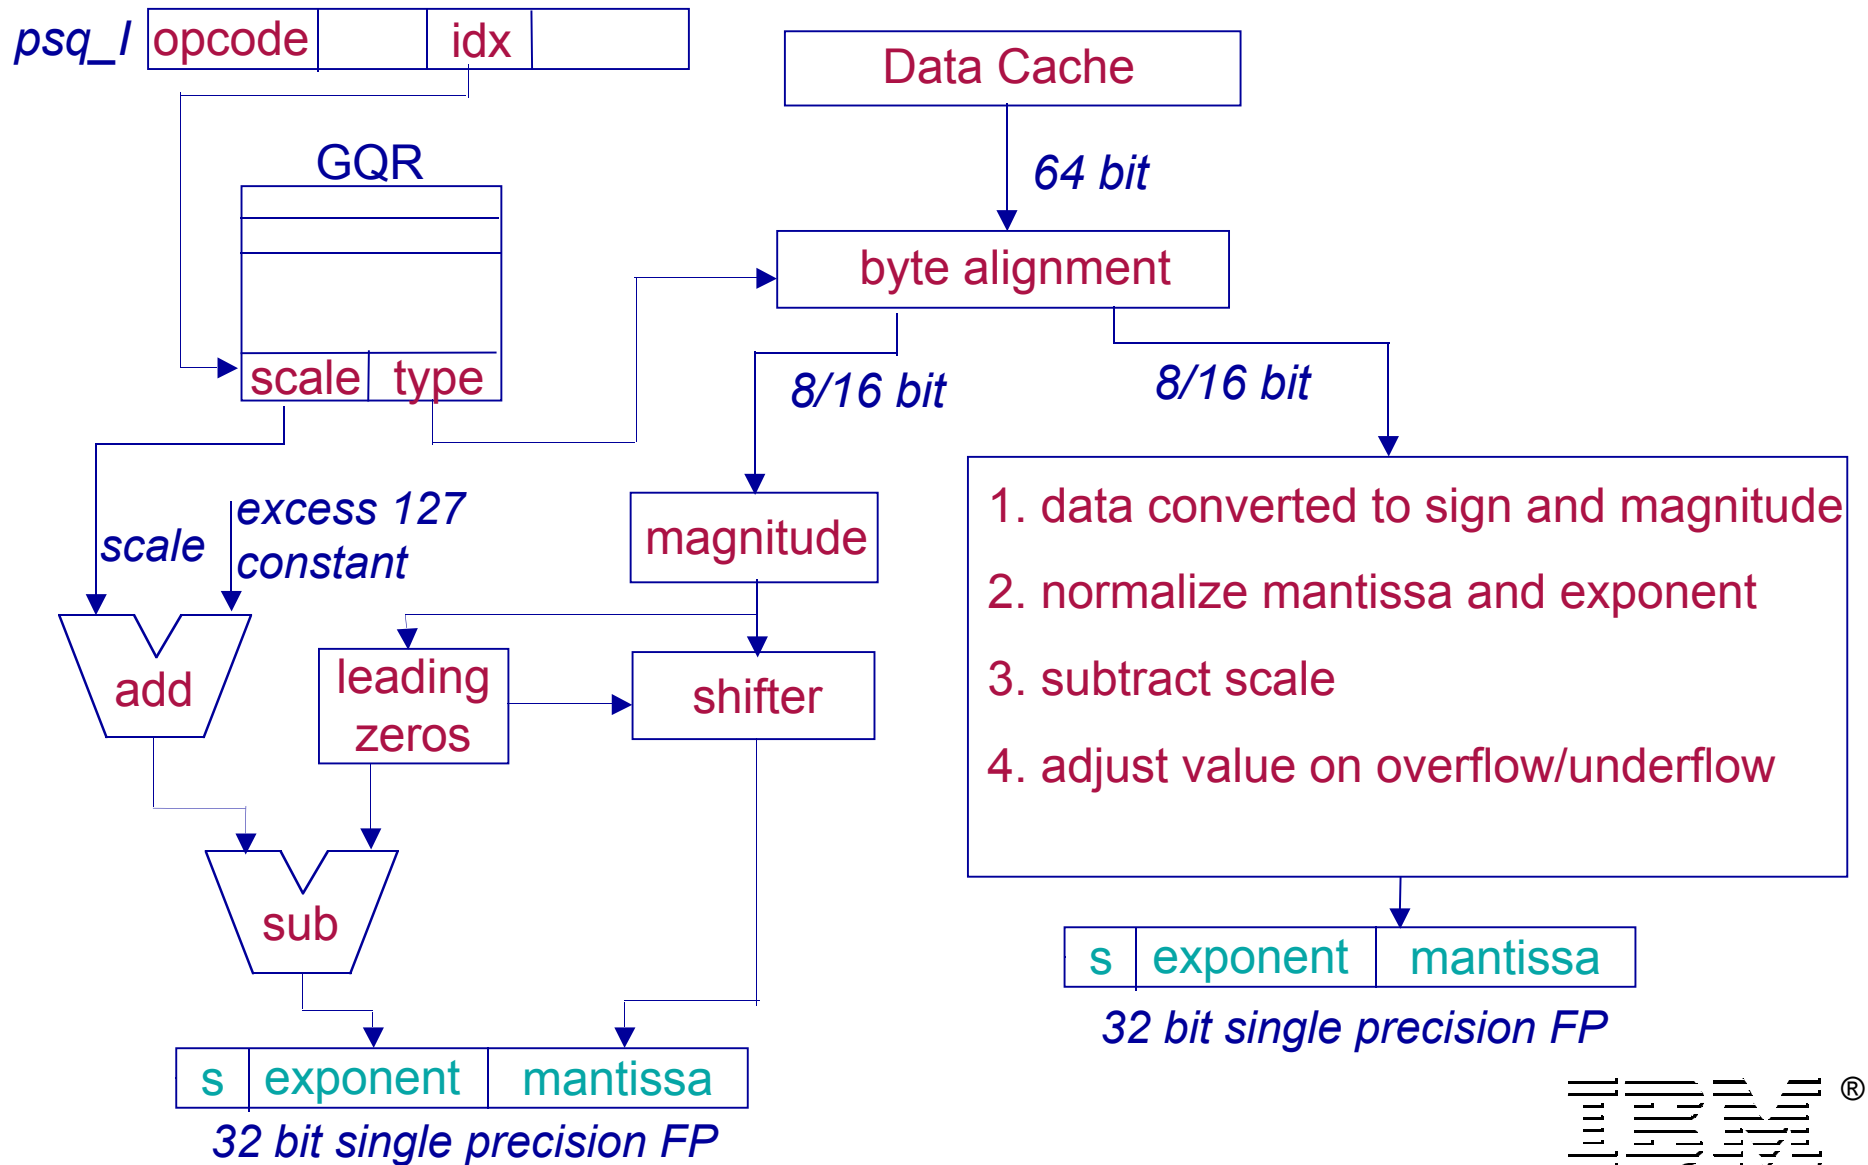 psq_l opcode idx
Data Cache
GQR
64 bit
byte alignment
scale type
8/16 bit
8/16 bit
excess 127
constant
scale
magnitude
1. data converted to sign and magnitude
2. normalize mantissa and exponent
3. subtract scale
4. adjust value on overflow/underflow
add
leading
zeros
shifter
sub
s exponent mantissa
32 bit single precision FP
s exponent mantissa
32 bit single precision FP
IBM ®